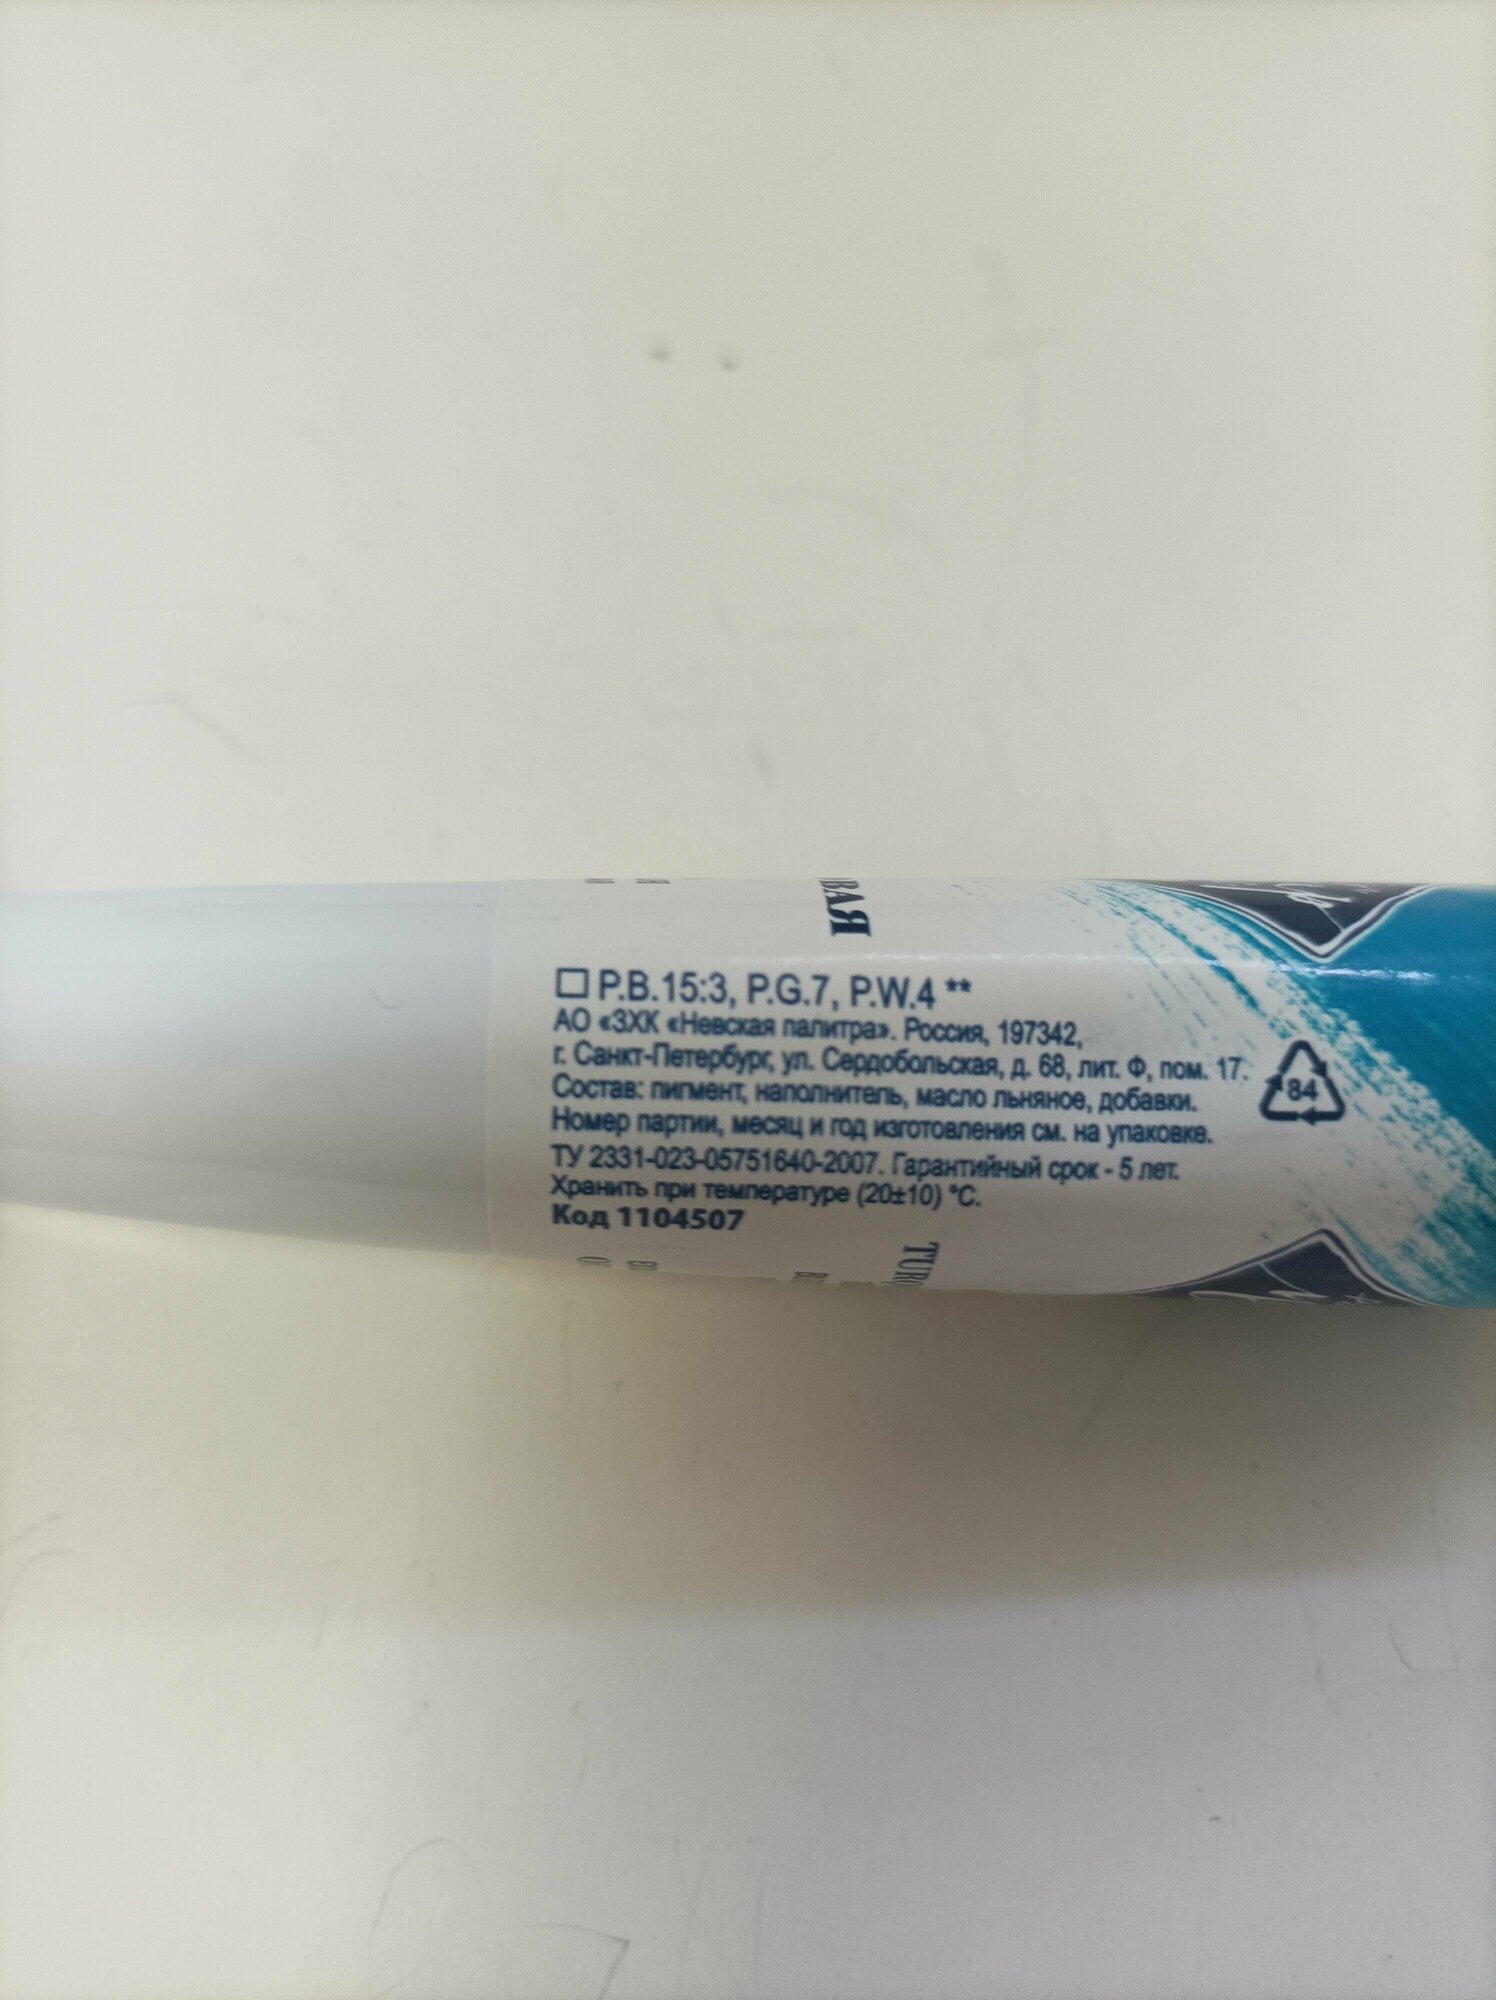 ОВАЯ
P.B.15:3, P.G.7, P.W.4 **
АО «ЗХК «Невская палитра». Россия, 197342,
г. Санкт-Петербург, ул. Сердобольская, д. 68, лит. Ф, пом. 17.
Состав: пигмент, наполнитель, масло льняное, добавки.
Номер партии, месяц и год изготовления см. на упаковке.
ТУ 2331-023-05751640-2007. Гарантийный срок - 5 лет.
Хранить при температуре (20±10) °С.
Код 1104507
84
TURQ